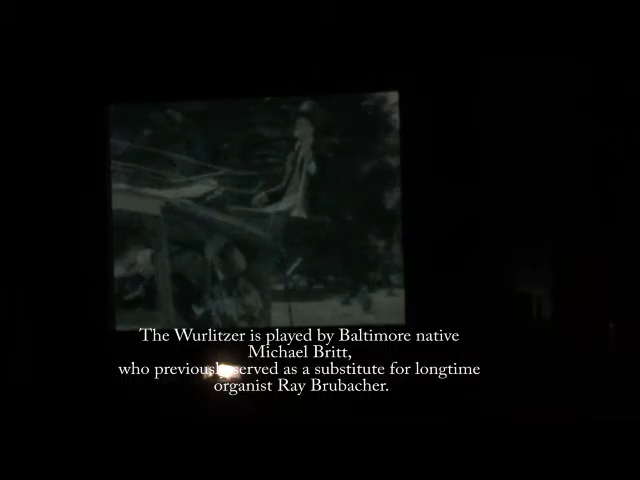 The Wurlitzer is played by Baltimore native
Michael Britt,
who previously served as a substitute for longtime
organist Ray Brubacher.